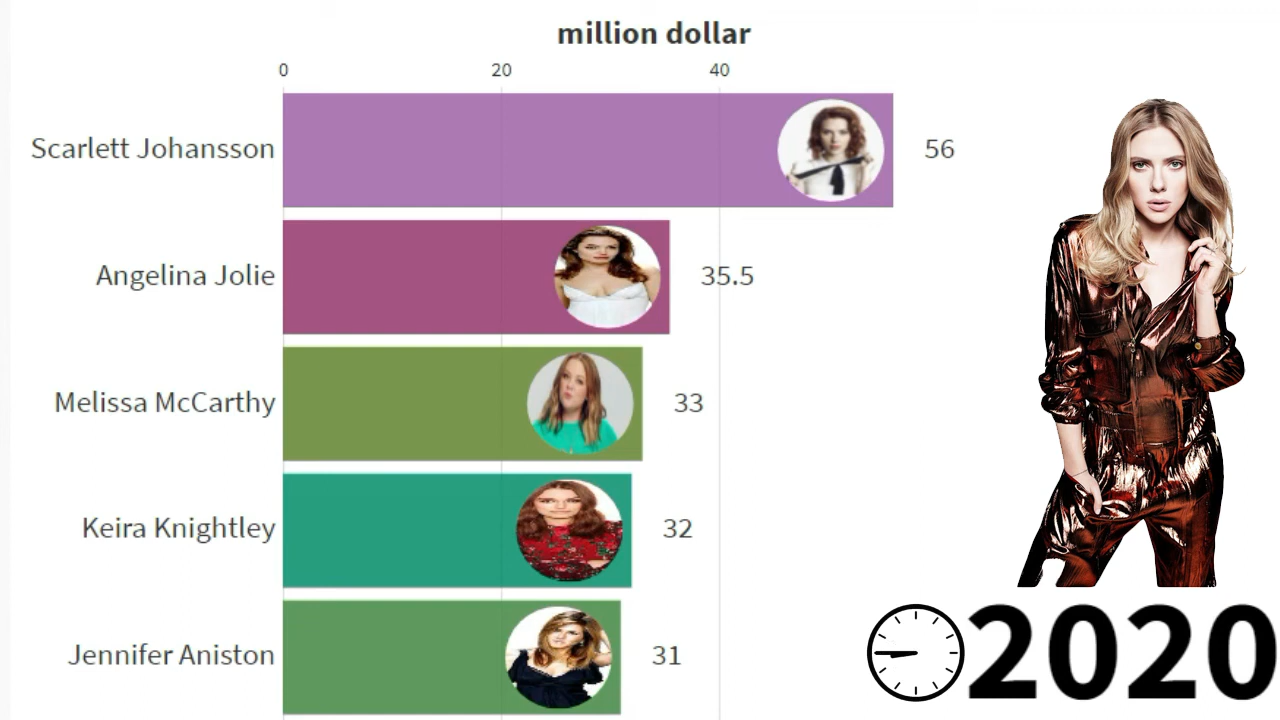 million dollar
0 20 40
Scarlett Johansson 56
Angelina Jolie 35.5
Melissa McCarthy 33
Keira Knightley 32
Jennifer Aniston 31
2020